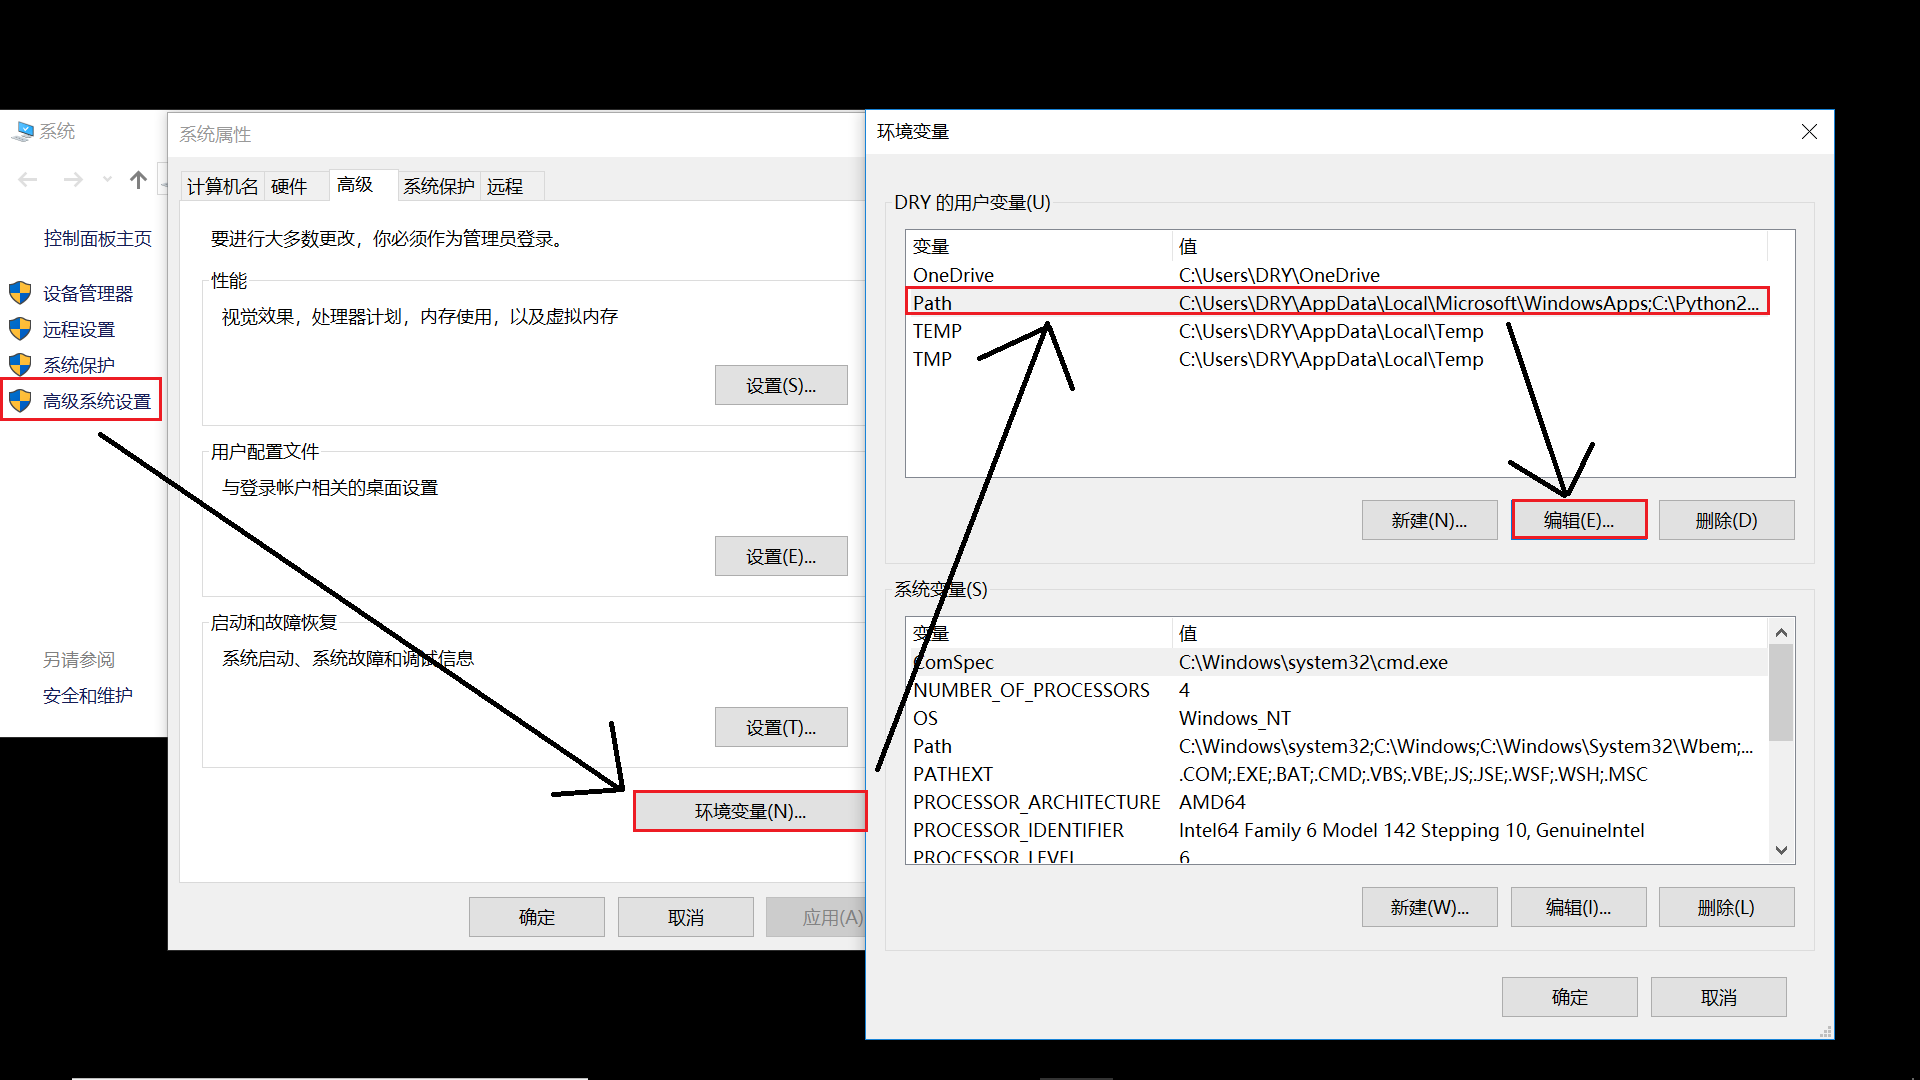 系统
控制面板主页
设备管理器
远程设置
系统保护
高级系统设置
另请参阅
安全和维护
系统属性
计算机名 硬件 高级 系统保护 远程
要进行大多数更改，你必须作为管理员登录。
性能
视觉效果，处理器计划，内存使用，以及虚拟内存
设置(S)...
用户配置文件
与登录帐户相关的桌面设置
设置(E)...
启动和故障恢复
系统启动、系统故障和调试信息
设置(T)...
环境变量(N)...
确定 取消 应用(A)
环境变量
DRY 的用户变量(U)
变量 值
OneDrive C:\Users\DRY\OneDrive
Path C:\Users\DRY\AppData\Local\Microsoft\WindowsApps;C:\Python2...
TEMP C:\Users\DRY\AppData\Local\Temp
TMP C:\Users\DRY\AppData\Local\Temp
新建(N)... 编辑(E)... 删除(D)
系统变量(S)
变量 值
ComSpec C:\Windows\system32\cmd.exe
NUMBER_OF_PROCESSORS 4
OS Windows_NT
Path C:\Windows\system32;C:\Windows;C:\Windows\System32\Wbem;...
PATHEXT .COM;.EXE;.BAT;.CMD;.VBS;.VBE;.JS;.JSE;.WSF;.WSH;.MSC
PROCESSOR_ARCHITECTURE AMD64
PROCESSOR_IDENTIFIER Intel64 Family 6 Model 142 Stepping 10, GenuineIntel
PROCESSOR_LEVEL 6
新建(W)... 编辑(I)... 删除(L)
确定 取消